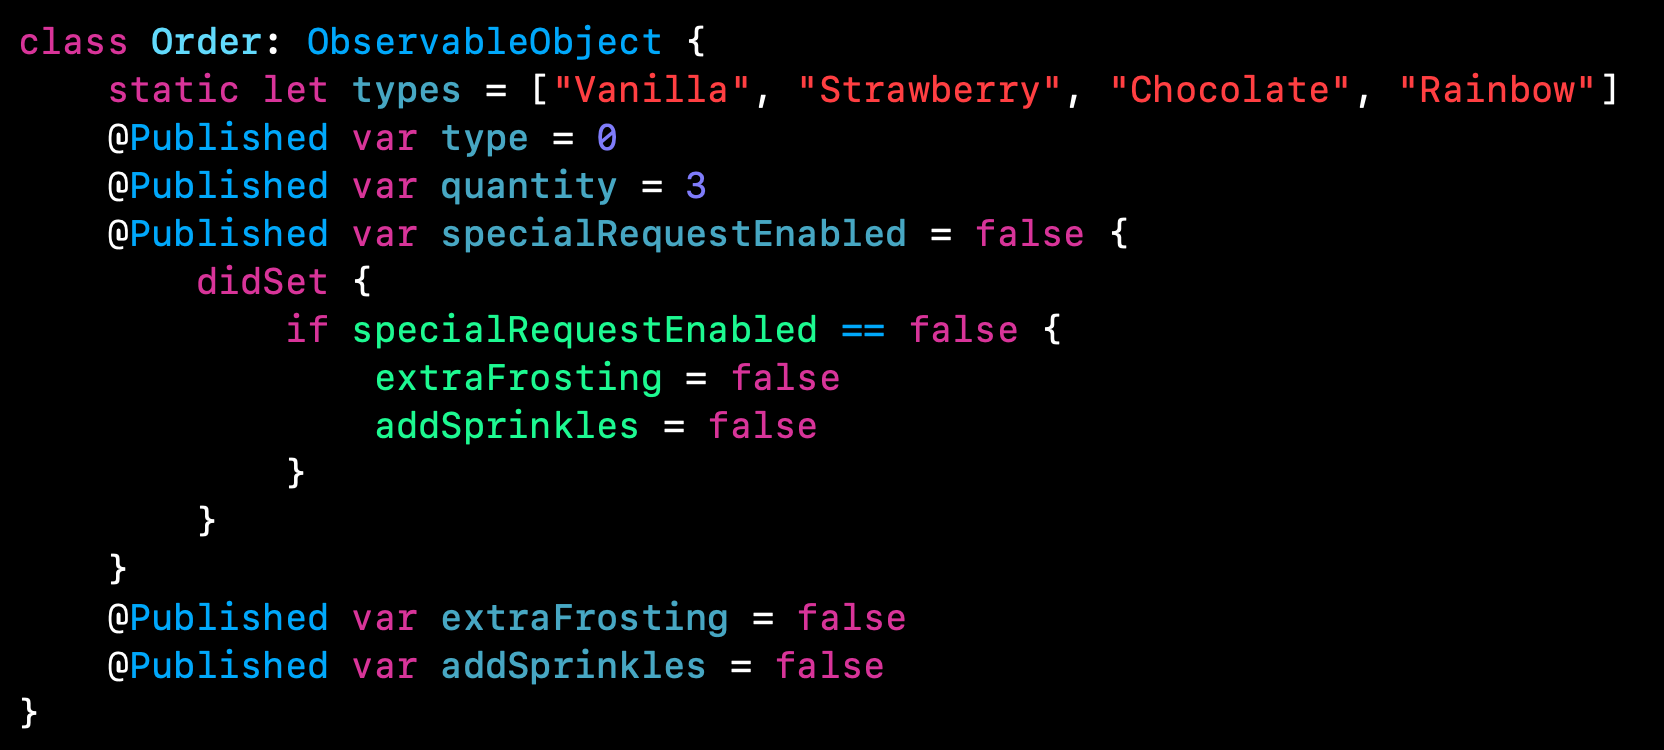 class Order: ObservableObject {
    static let types = ["Vanilla", "Strawberry", "Chocolate", "Rainbow"]
    @Published var type = 0
    @Published var quantity = 3
    @Published var specialRequestEnabled = false {
        didSet {
            if specialRequestEnabled == false {
                extraFrosting = false
                addSprinkles = false
            }
        }
    }
    @Published var extraFrosting = false
    @Published var addSprinkles = false
}